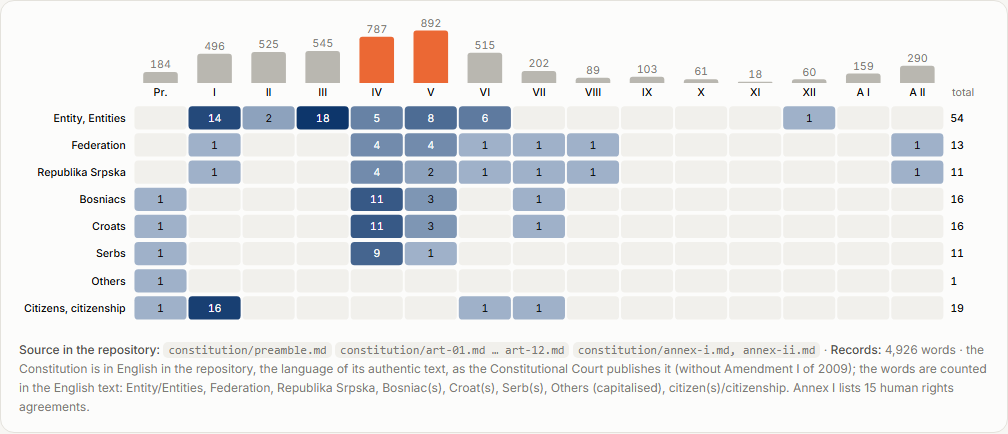 184 496 525 545 787 892 515 202 89 103 61 18 60 159 290
Pr. I II III IV V VI VII VIII IX X XI XII A I A II total
Entity, Entities 14 2 18 5 8 6 1 54
Federation 1 4 4 1 1 1 1 13
Republika Srpska 1 4 2 1 1 1 1 11
Bosniacs 1 11 3 1 16
Croats 1 11 3 1 16
Serbs 1 9 1 11
Others 1 1
Citizens, citizenship 1 16 1 1 19
Source in the repository: constitution/preamble.md constitution/art-01.md … art-12.md constitution/annex-i.md, annex-ii.md · Records: 4,926 words · the
Constitution is in English in the repository, the language of its authentic text, as the Constitutional Court publishes it (without Amendment I of 2009); the words are counted
in the English text: Entity/Entities, Federation, Republika Srpska, Bosniac(s), Croat(s), Serb(s), Others (capitalised), citizen(s)/citizenship. Annex I lists 15 human rights
agreements.